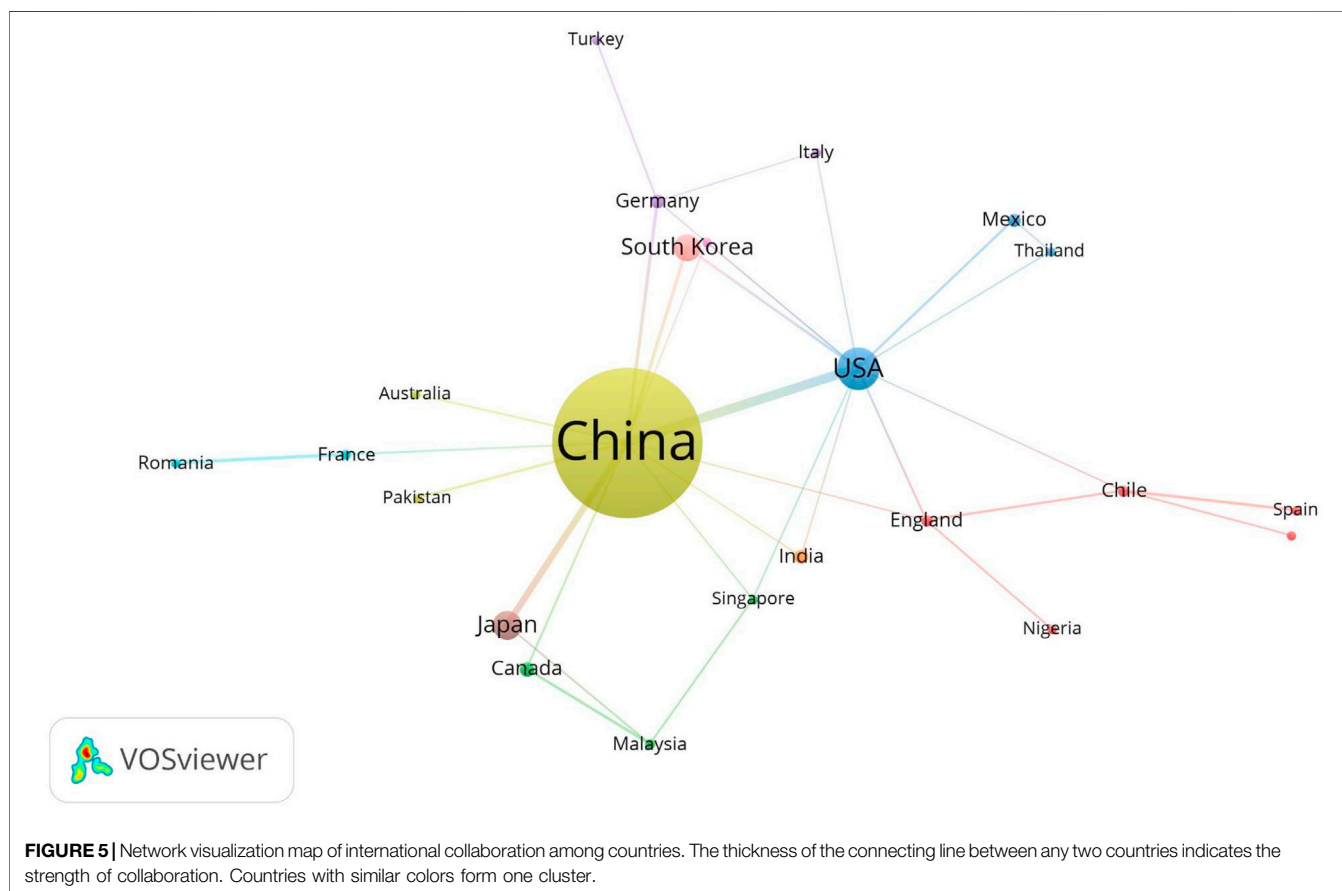 Turkey
Italy
Germany
Mexico
South Korea
Thailand
USA
Australia
China
France
Romania
Pakistan
Chile
Spain
England
India
Singapore
Japan
Nigeria
Canada
Malaysia
VOSviewer
FIGURE 5 | Network visualization map of international collaboration among countries. The thickness of the connecting line between any two countries indicates the
strength of collaboration. Countries with similar colors form one cluster.